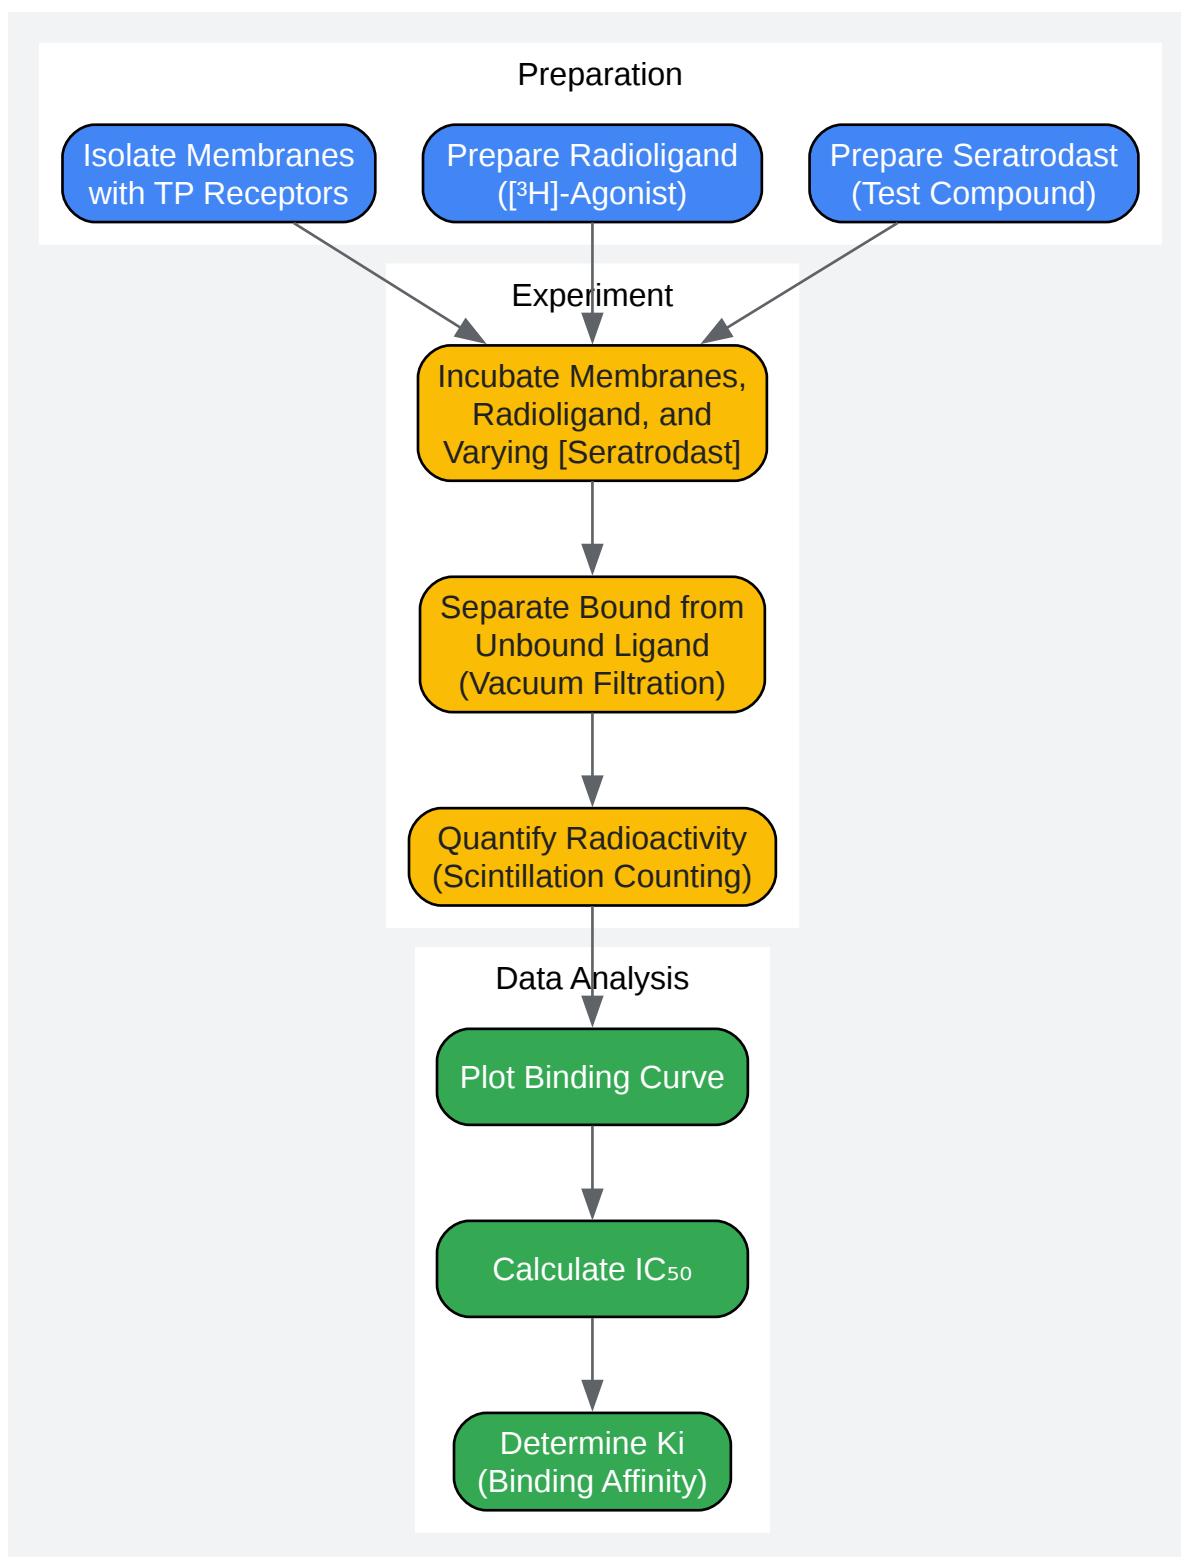 Preparation
Isolate Membranes
with TP Receptors
Prepare Radioligand
([³H]-Agonist)
Prepare Seratrodast
(Test Compound)
Experiment
Incubate Membranes,
Radioligand, and
Varying [Seratrodast]
Separate Bound from
Unbound Ligand
(Vacuum Filtration)
Quantify Radioactivity
(Scintillation Counting)
Data Analysis
Plot Binding Curve
Calculate IC₅₀
Determine Ki
(Binding Affinity)